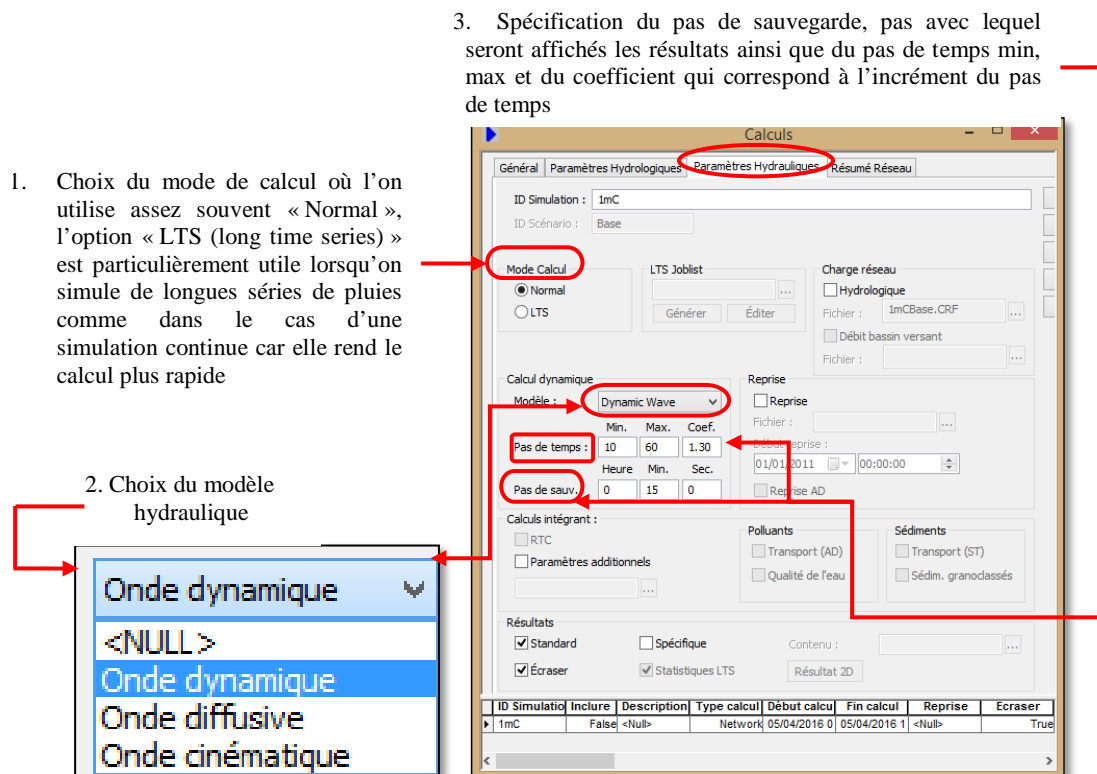 3. Spécification du pas de sauvegarde, pas avec lequel
seront affichés les résultats ainsi que du pas de temps min,
max et du coefficient qui correspond à l'incrément du pas
de temps
1. Choix du mode de calcul où l'on
utilise assez souvent « Normal »,
l'option « LTS (long time series) »
est particulièrement utile lorsqu'on
simule de longues séries de pluies
comme dans le cas d'une
simulation continue car elle rend le
calcul plus rapide
2. Choix du modèle
hydraulique
Onde dynamique
<NULL>
Onde dynamique
Onde diffusive
Onde cinématique
Calculs
Général Paramètres Hydrologiques Paramètres Hydrauliques Résumé Réseau
ID Simulation : 1mC
ID Scénario : Base
Mode Calcul LTS Joblist Charge réseau
Normal ... Hydrologique
LTS Générer Éditer Fichier : 1mCBase.CRF ...
Débit bassin versant
Fichier : ...
Calcul dynamique Reprise
Modèle : Dynamic Wave Reprise
Min. Max. Coef. Fichier : ...
Pas de temps : 10 60 1.30 Début reprise :
Heure Min. Sec. 01/01/2011 00:00:00
Pas de sauv. 0 15 0 Reprise AD
Calculs intégrant : Polluants Sédiments
RTC Transport (AD) Transport (ST)
Paramètres additionnels Qualité de l'eau Sédim. granoclassés
...
Résultats
Standard Spécifique Contenu : ...
Écraser Statistiques LTS Résultat 2D
ID Simulatio Inclure Description Type calcul Début calcu Fin calcul Reprise Ecraser
1mC False <Null> Network 05/04/2016 0 05/04/2016 1 <Null> True